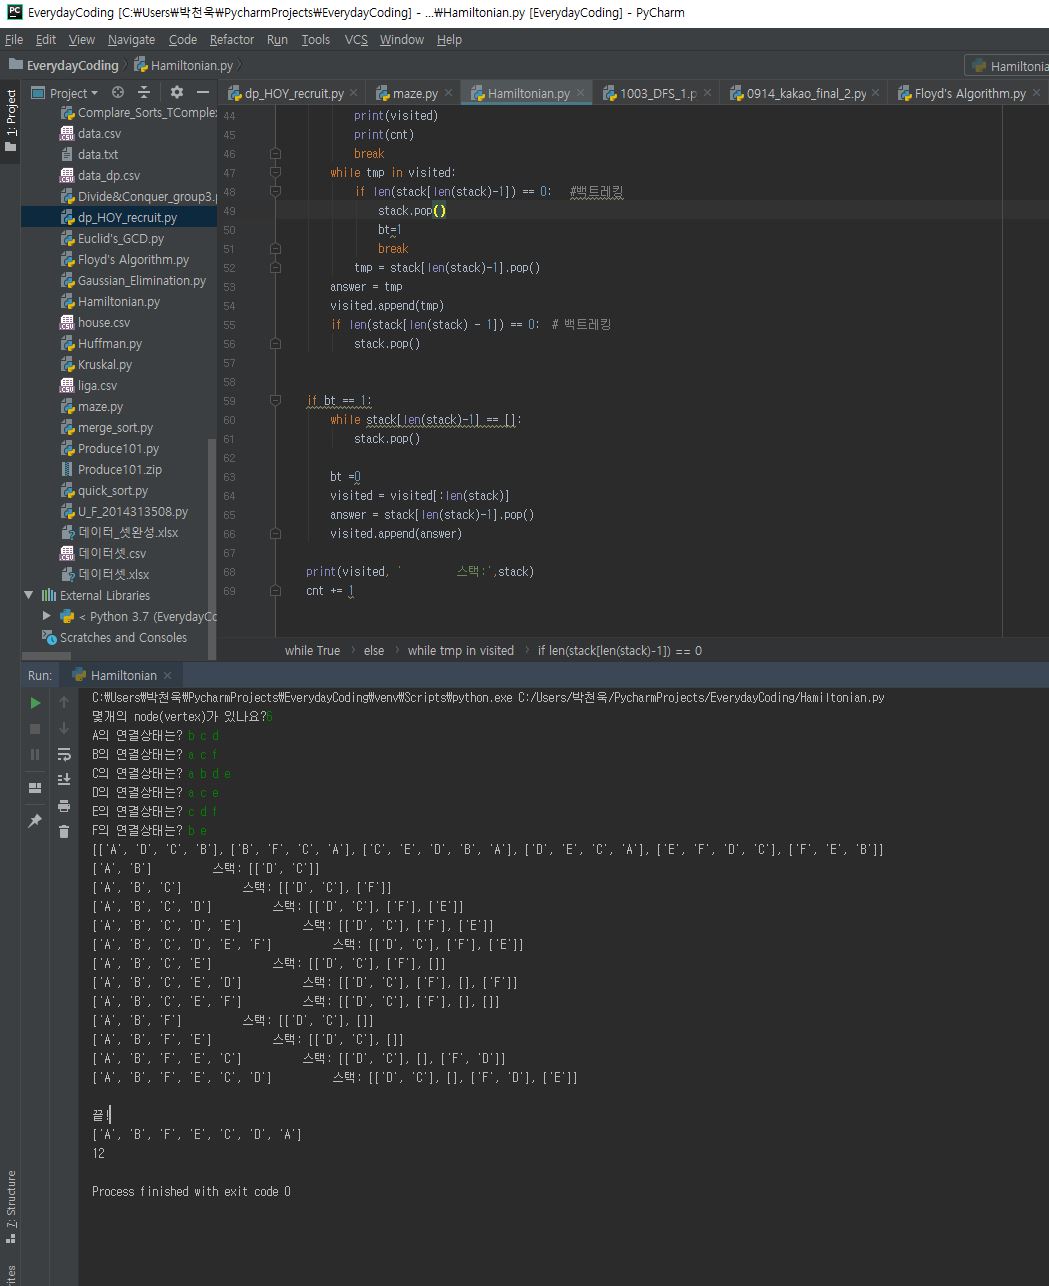 EverydayCoding [C:₩Users₩박천욱₩PycharmProjects₩EverydayCoding] - ...₩Hamiltonian.py [EverydayCoding] - PyCharm
File Edit View Navigate Code Refactor Run Tools VCS Window Help
EverydayCoding Hamiltonian.py Hamiltonia
1: Project
Project
dp_HOY_recruit.py maze.py Hamiltonian.py 1003_DFS_1.p 0914_kakao_final_2.py Floyd's Algorithm.py
Complare_Sorts_TComplex
data.csv
data.txt
data_dp.csv
Divide&Conquer_group3.p
dp_HOY_recruit.py
Euclid's_GCD.py
Floyd's Algorithm.py
Gaussian_Elimination.py
Hamiltonian.py
house.csv
Huffman.py
Kruskal.py
liga.csv
maze.py
merge_sort.py
Produce101.py
Produce101.zip
quick_sort.py
U_F_2014313508.py
데이터_셋완성.xlsx
데이터셋.csv
데이터셋.xlsx
External Libraries
< Python 3.7 (EverydayCo
Scratches and Consoles
44 print(visited)
45 print(cnt)
46 break
47 while tmp in visited:
48 if len(stack[len(stack)-1]) == 0: #백트레킹
49 stack.pop()
50 bt=1
51 break
52 tmp = stack[len(stack)-1].pop()
53 answer = tmp
54 visited.append(tmp)
55 if len(stack[len(stack) - 1]) == 0: # 백트레킹
56 stack.pop()
57
58
59 if bt == 1:
60 while stack[len(stack)-1] == []:
61 stack.pop()
62
63 bt =0
64 visited = visited[:len(stack)]
65 answer = stack[len(stack)-1].pop()
66 visited.append(answer)
67
68 print(visited, ' 스택:',stack)
69 cnt += 1
while True else while tmp in visited if len(stack[len(stack)-1]) == 0
Run: Hamiltonian
C:₩Users₩박천욱₩PycharmProjects₩EverydayCoding₩venv₩Scripts₩python.exe C:/Users/박천욱/PycharmProjects/EverydayCoding/Hamiltonian.py
몇개의 node(vertex)가 있나요?6
A의 연결상태는? b c d
B의 연결상태는? a c f
C의 연결상태는? a b d e
D의 연결상태는? a c e
E의 연결상태는? c d f
F의 연결상태는? b e
[['A', 'D', 'C', 'B'], ['B', 'F', 'C', 'A'], ['C', 'E', 'D', 'B', 'A'], ['D', 'E', 'C', 'A'], ['E', 'F', 'D', 'C'], ['F', 'E', 'B']]
['A', 'B'] 스택: [['D', 'C']]
['A', 'B', 'C'] 스택: [['D', 'C'], ['F']]
['A', 'B', 'C', 'D'] 스택: [['D', 'C'], ['F'], ['E']]
['A', 'B', 'C', 'D', 'E'] 스택: [['D', 'C'], ['F'], ['E']]
['A', 'B', 'C', 'D', 'E', 'F'] 스택: [['D', 'C'], ['F'], ['E']]
['A', 'B', 'C', 'E'] 스택: [['D', 'C'], ['F'], []]
['A', 'B', 'C', 'E', 'D'] 스택: [['D', 'C'], ['F'], [], ['F']]
['A', 'B', 'C', 'E', 'F'] 스택: [['D', 'C'], ['F'], [], []]
['A', 'B', 'F'] 스택: [['D', 'C'], []]
['A', 'B', 'F', 'E'] 스택: [['D', 'C'], []]
['A', 'B', 'F', 'E', 'C'] 스택: [['D', 'C'], [], ['F', 'D']]
['A', 'B', 'F', 'E', 'C', 'D'] 스택: [['D', 'C'], [], ['F', 'D'], ['E']]
끝!
['A', 'B', 'F', 'E', 'C', 'D', 'A']
12
Process finished with exit code 0
7: Structure